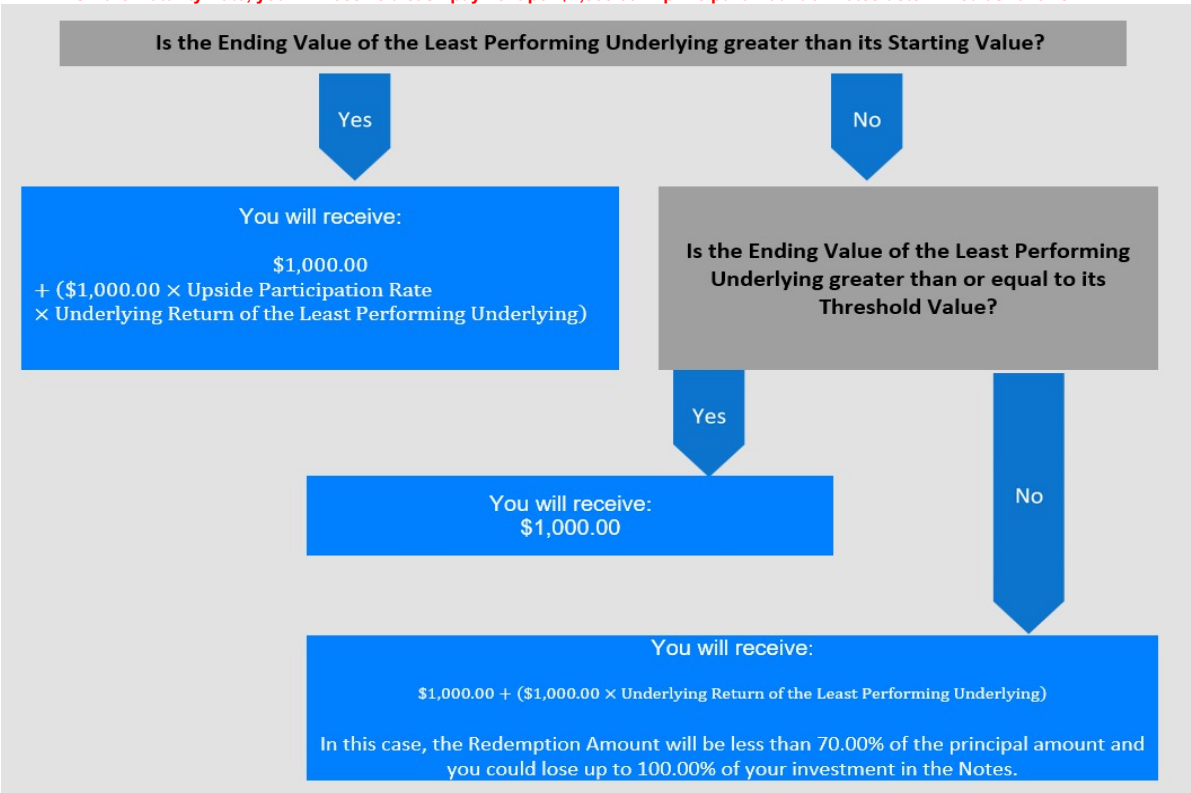 Is the Ending Value of the Least Performing Underlying greater than its Starting Value?
Yes
No
You will receive:
$1,000.00
+ ($1,000.00 × Upside Participation Rate
× Underlying Return of the Least Performing Underlying)
Is the Ending Value of the Least Performing
Underlying greater than or equal to its
Threshold Value?
Yes
No
You will receive:
$1,000.00
You will receive:
$1,000.00 + ($1,000.00 × Underlying Return of the Least Performing Underlying)
In this case, the Redemption Amount will be less than 70.00% of the principal amount and
you could lose up to 100.00% of your investment in the Notes.